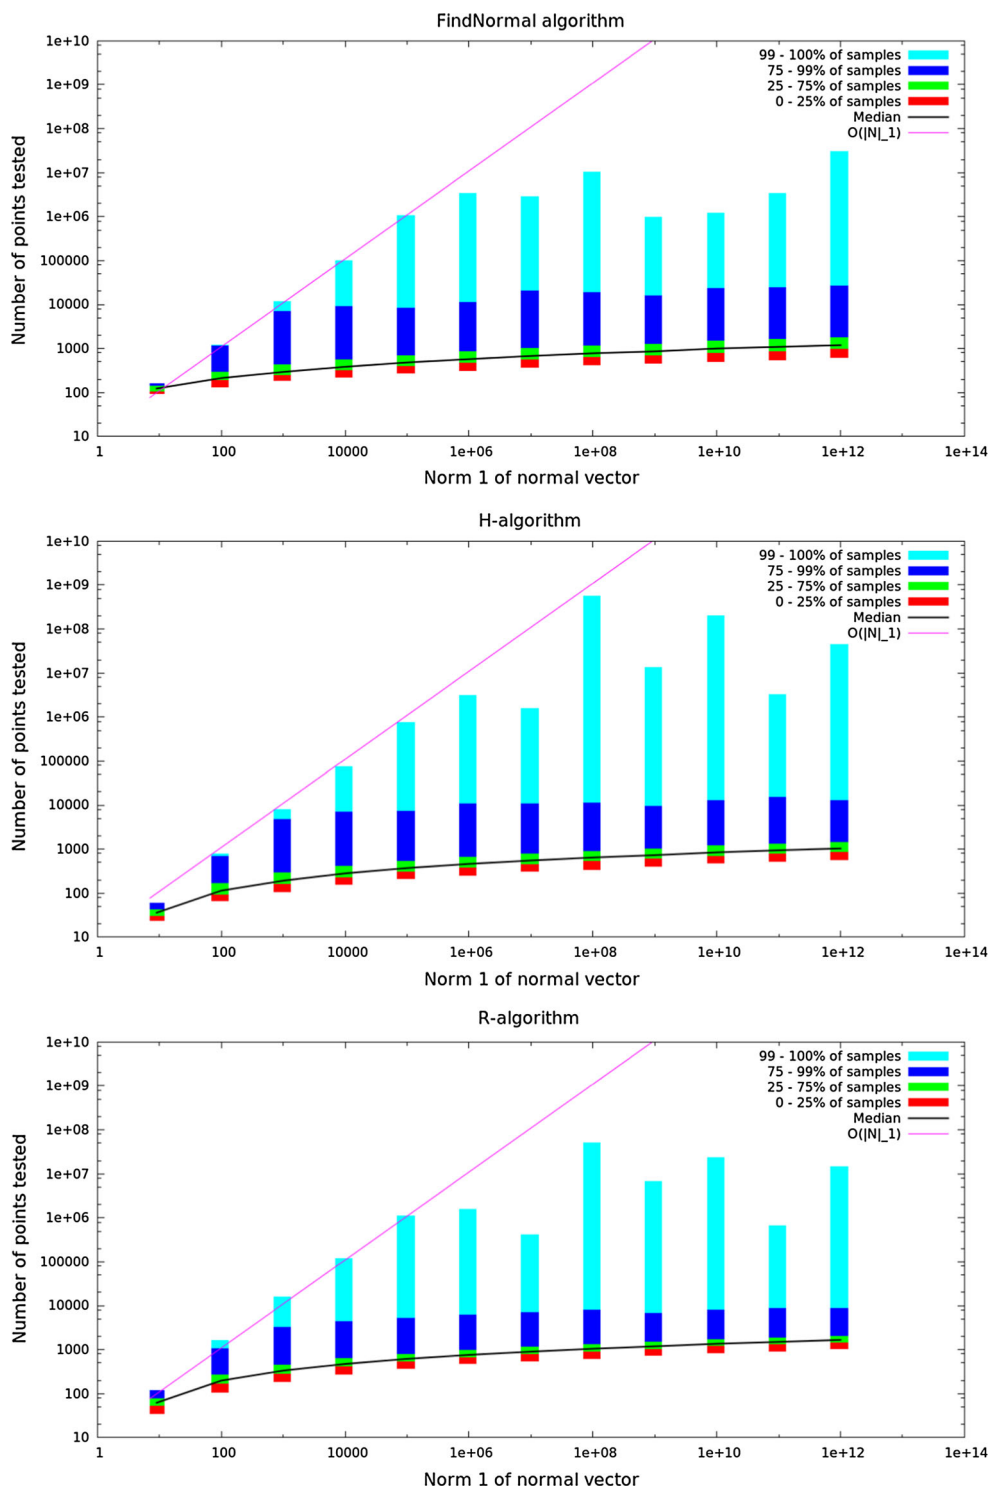 FindNormal algorithm
1e+10
1e+09
1e+08
1e+07
1e+06
100000
10000
1000
100
10
Number of points tested
99 - 100% of samples
75 - 99% of samples
25 - 75% of samples
0 - 25% of samples
Median
O(|N|_1)
1 100 10000 1e+06 1e+08 1e+10 1e+12 1e+14
Norm 1 of normal vector
H-algorithm
1e+10
1e+09
1e+08
1e+07
1e+06
100000
10000
1000
100
10
Number of points tested
99 - 100% of samples
75 - 99% of samples
25 - 75% of samples
0 - 25% of samples
Median
O(|N|_1)
1 100 10000 1e+06 1e+08 1e+10 1e+12 1e+14
Norm 1 of normal vector
R-algorithm
1e+10
1e+09
1e+08
1e+07
1e+06
100000
10000
1000
100
10
Number of points tested
99 - 100% of samples
75 - 99% of samples
25 - 75% of samples
0 - 25% of samples
Median
O(|N|_1)
1 100 10000 1e+06 1e+08 1e+10 1e+12 1e+14
Norm 1 of normal vector